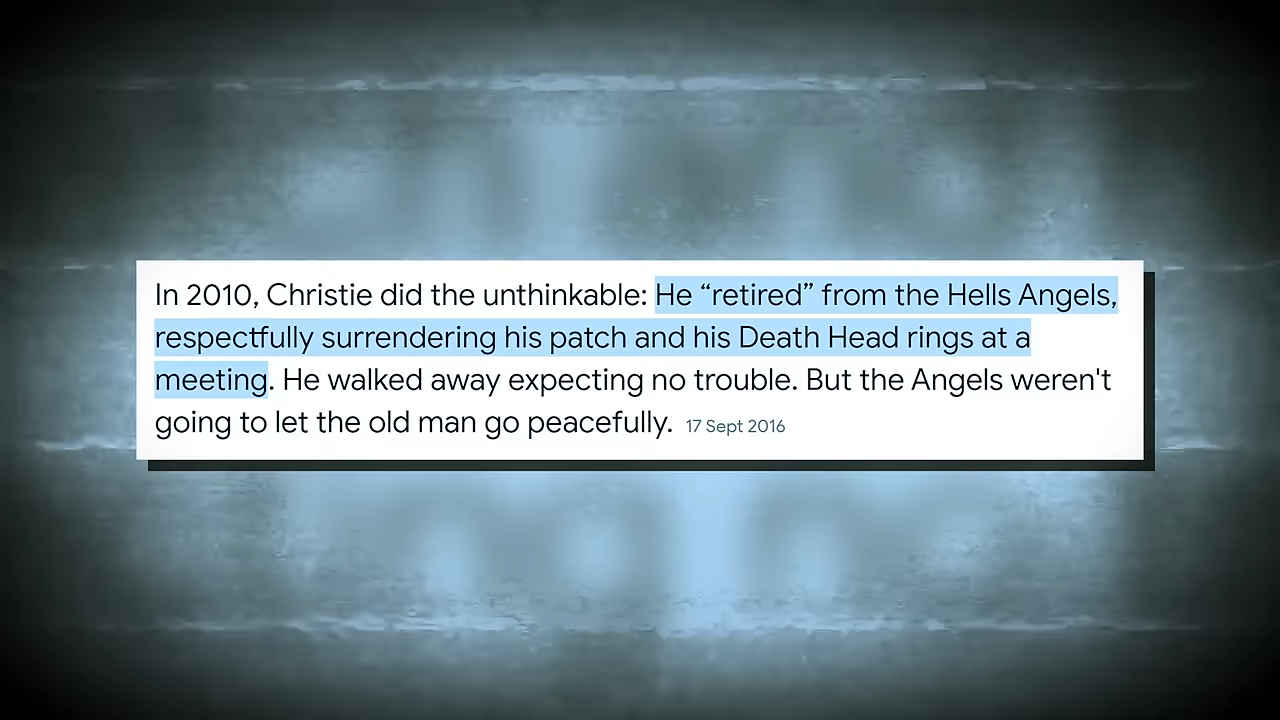 In 2010, Christie did the unthinkable: He “retired” from the Hells Angels,
respectfully surrendering his patch and his Death Head rings at a
meeting. He walked away expecting no trouble. But the Angels weren't
going to let the old man go peacefully. 17 Sept 2016